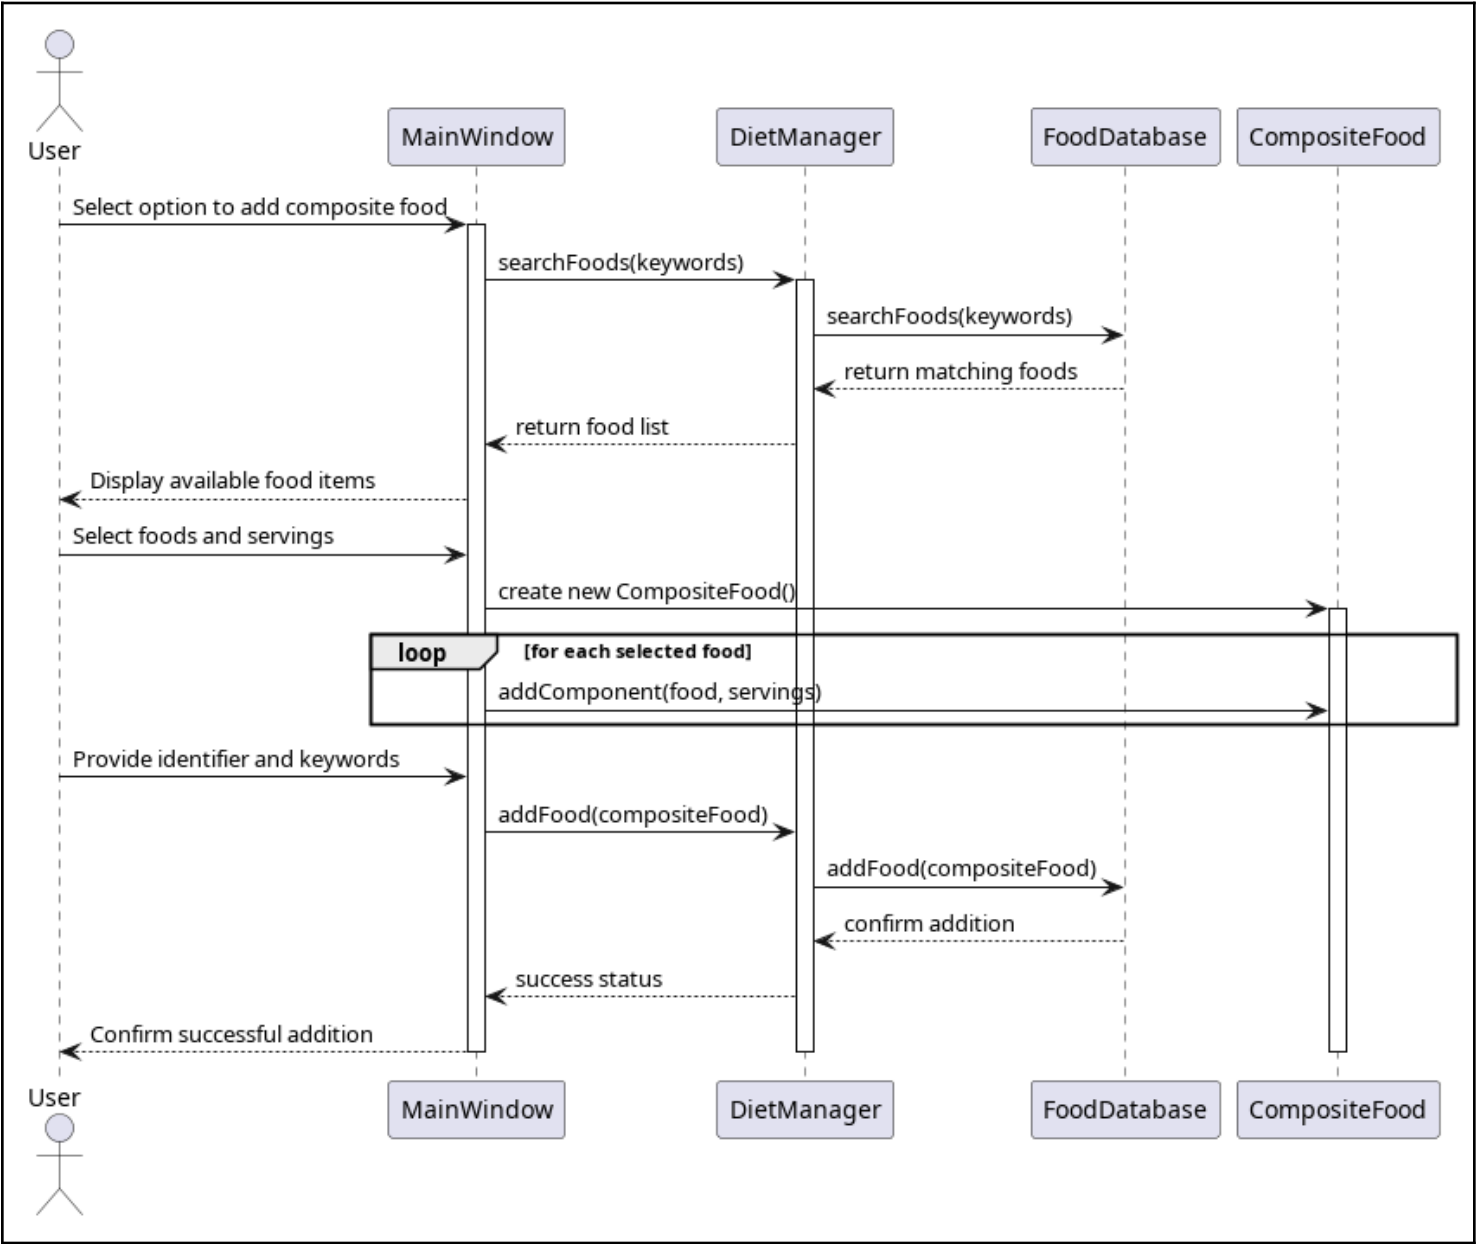 User
MainWindow
DietManager
FoodDatabase
CompositeFood
Select option to add composite food
searchFoods(keywords)
searchFoods(keywords)
return matching foods
return food list
Display available food items
Select foods and servings
create new CompositeFood()
loop
[for each selected food]
addComponent(food, servings)
Provide identifier and keywords
addFood(compositeFood)
addFood(compositeFood)
confirm addition
success status
Confirm successful addition
User
MainWindow
DietManager
FoodDatabase
CompositeFood